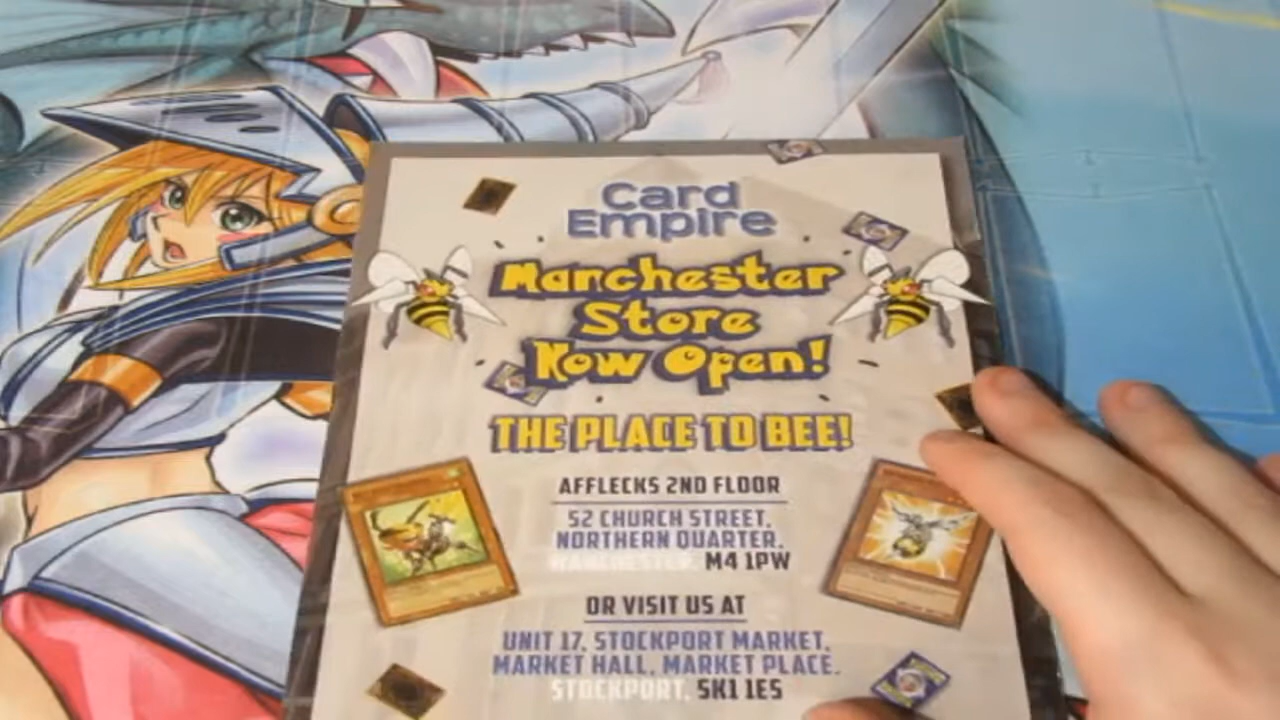 Card
Empire
Manchester
Store
Now Open!
THE PLACE TO BEE!
AFFLECKS 2ND FLOOR
52 CHURCH STREET,
NORTHERN QUARTER,
MANCHESTER, M4 1PW
OR VISIT US AT
UNIT 17, STOCKPORT MARKET,
MARKET HALL, MARKET PLACE,
STOCKPORT, SK1 1ES